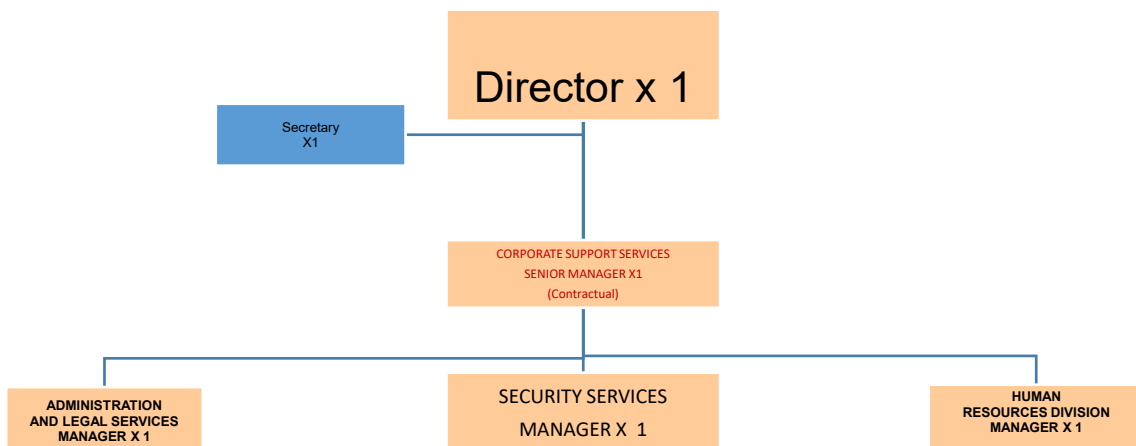 Director x 1
Secretary
X1
CORPORATE SUPPORT SERVICES
SENIOR MANAGER X1
(Contractual)
ADMINISTRATION
AND LEGAL SERVICES
MANAGER X 1
SECURITY SERVICES
MANAGER X 1
HUMAN
RESOURCES DIVISION
MANAGER X 1